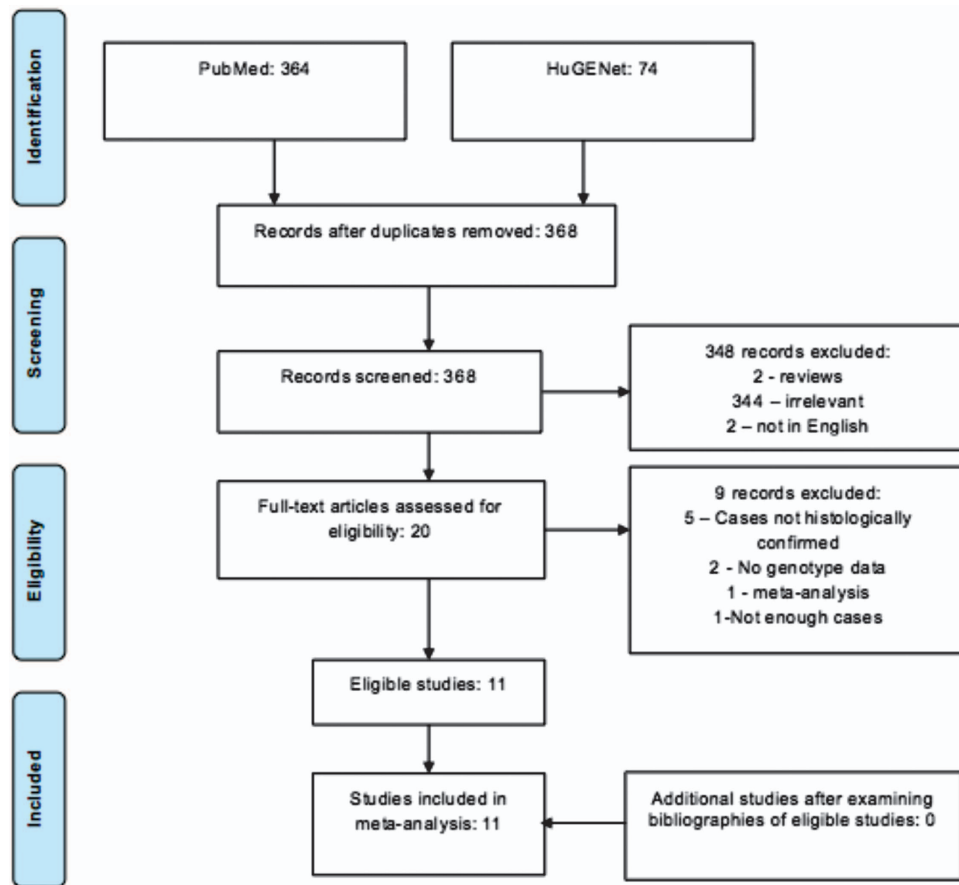 Identification
PubMed: 364
HuGENet: 74
Records after duplicates removed: 368
Screening
Records screened: 368
348 records excluded:
2 - reviews
344 – irrelevant
2 – not in English
Eligibility
Full-text articles assessed for
eligibility: 20
9 records excluded:
5 – Cases not histologically
confirmed
2 - No genotype data
1 - meta-analysis
1-Not enough cases
Eligible studies: 11
Included
Studies included in
meta-analysis: 11
Additional studies after examining
bibliographies of eligible studies: 0